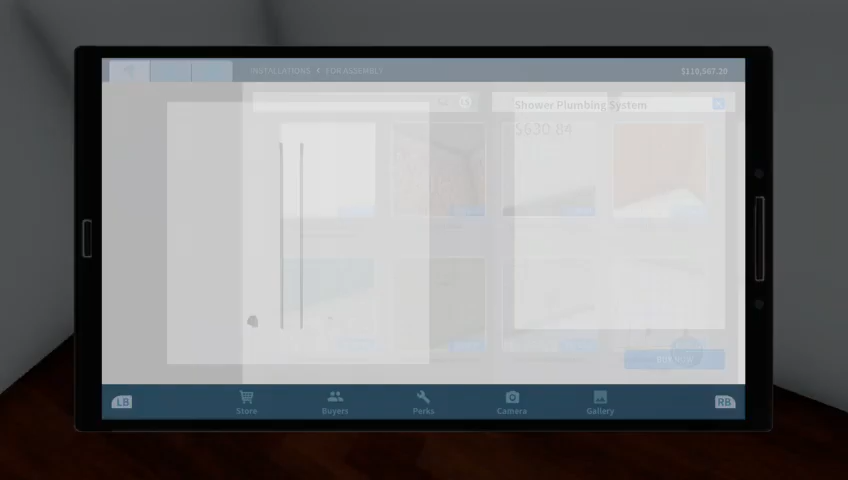 INSTALLATIONS < FOR ASSEMBLY
$110,567.20
Shower Plumbing System
$630.84
LB
Store
Buyers
Perks
Camera
Gallery
RB